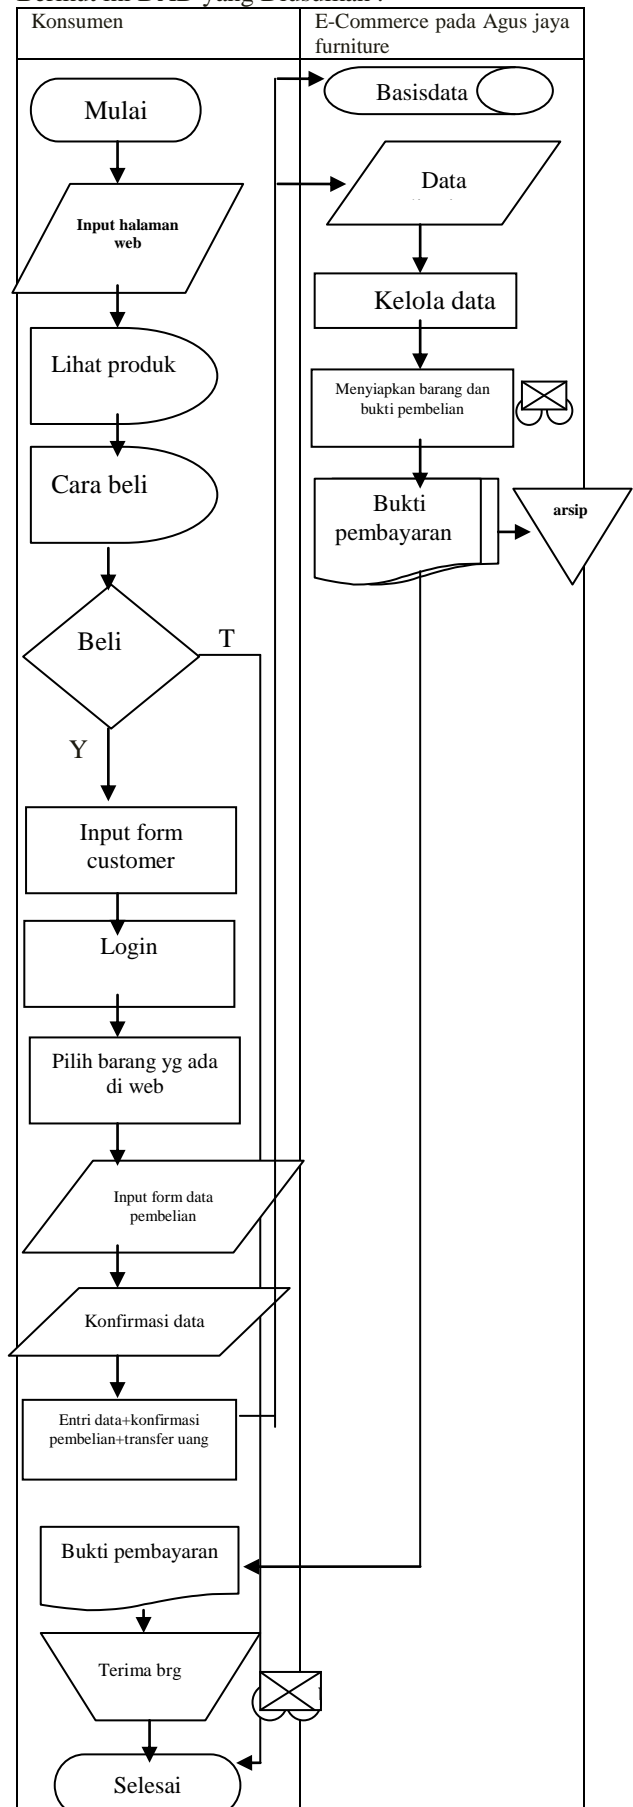 Konsumen
E-Commerce pada Agus jaya
furniture
Mulai
Input halaman
web
Lihat produk
Cara beli
Beli
T
Y
Input form
customer
Login
Pilih barang yg ada
di web
Input form data
pembelian
Konfirmasi data
Entri data+konfirmasi
pembelian+transfer uang
Bukti pembayaran
Terima brg
Selesai
Basisdata
Data
Kelola data
Menyiapkan barang dan
bukti pembelian
Bukti
pembayaran
arsip